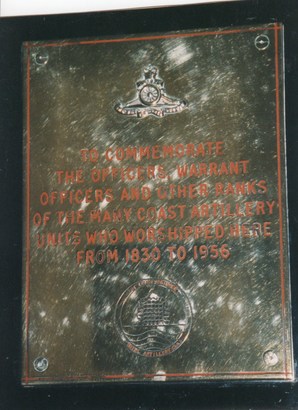 TO COMMEMORATE
THE OFFICERS, WARRANT
OFFICERS AND OTHER RANKS
OF THE MANY COAST ARTILLERY
UNITS WHO WORSHIPPED HERE
FROM 1830 TO 1956